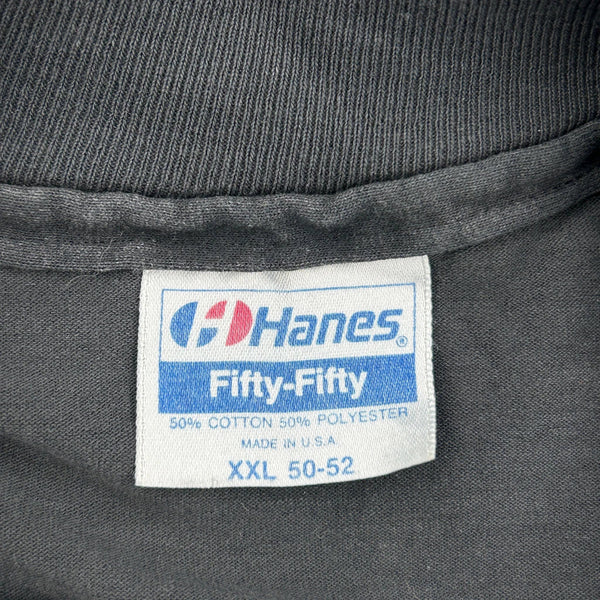 Hanes®
Fifty-Fifty
50% COTTON 50% POLYESTER
MADE IN U.S.A.
XXL 50-52